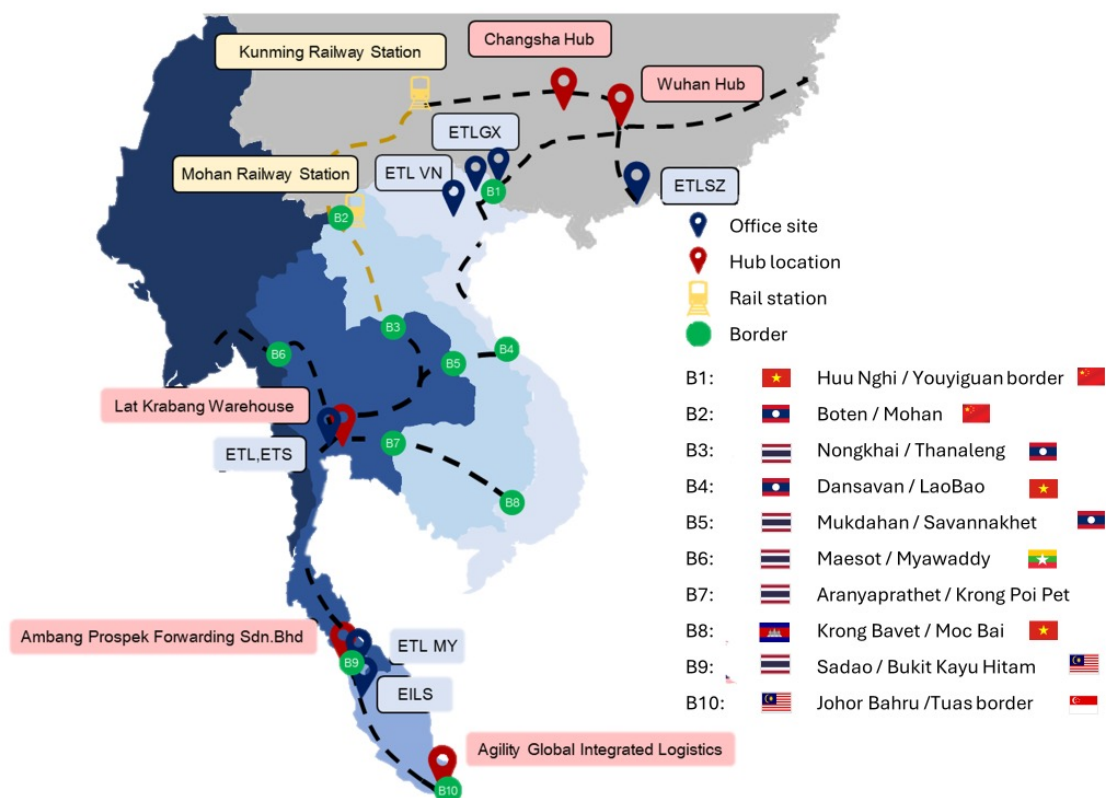 Kunming Railway Station
Changsha Hub
Wuhan Hub
ETLGX
ETL VN
Mohan Railway Station
ETLSZ
B1
B2
B3
B4
B5
B6
B7
B8
B9
B10
Lat Krabang Warehouse
ETL,ETS
Ambang Prospek Forwarding Sdn.Bhd
ETL MY
EILS
Agility Global Integrated Logistics
Office site
Hub location
Rail station
Border
B1: Huu Nghi / Youyiguan border
B2: Boten / Mohan
B3: Nongkhai / Thanaleng
B4: Dansavan / LaoBao
B5: Mukdahan / Savannakhet
B6: Maesot / Myawaddy
B7: Aranyaprathet / Krong Poi Pet
B8: Krong Bavet / Moc Bai
B9: Sadao / Bukit Kayu Hitam
B10: Johor Bahru /Tuas border